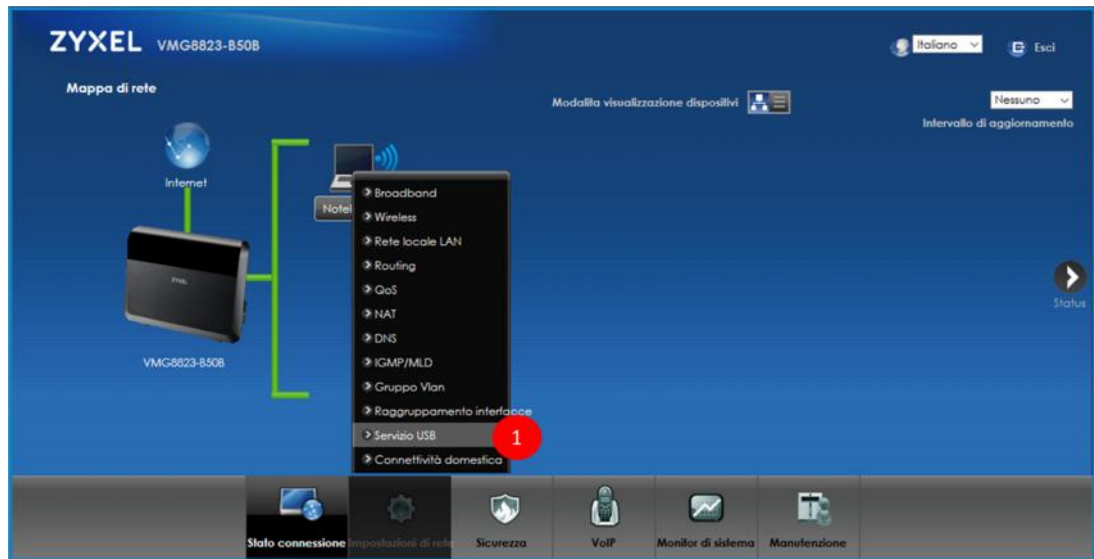 ZYXEL VMG8823-B50B
Italiano
Esci
Mappa di rete
Modalita visualizzazione dispositivi
Nessuno
Intervallo di aggiornamento
Internet
Broadband
Wireless
Rete locale LAN
Routing
QoS
NAT
DNS
IGMP/MLD
Gruppo Vlan
Raggruppamento interfacce
Servizio USB
1
Connettività domestica
ZYXEL
VMG8823-B50B
Status
Stato connessione
Impostazioni di rete
Sicurezza
VoIP
Monitor di sistema
Manutenzione